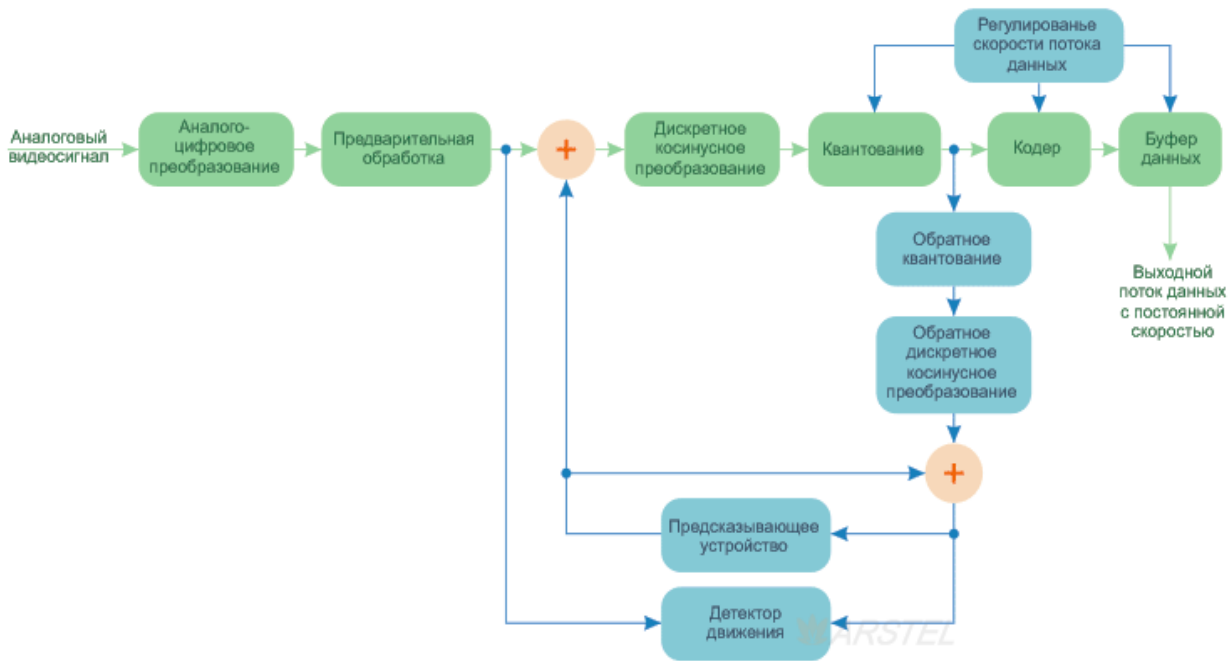 Регулированье
скорости потока
данных
Аналоговый
видеосигнал
Аналого-
цифровое
преобразование
Предварительная
обработка
+
Дискретное
косинусное
преобразование
Квантование
Кодер
Буфер
данных
Обратное
квантование
Выходной
поток данных
с постоянной
скоростью
Обратное
дискретное
косинусное
преобразование
+
Предсказывающее
устройство
Детектор
движения
ARSTEL